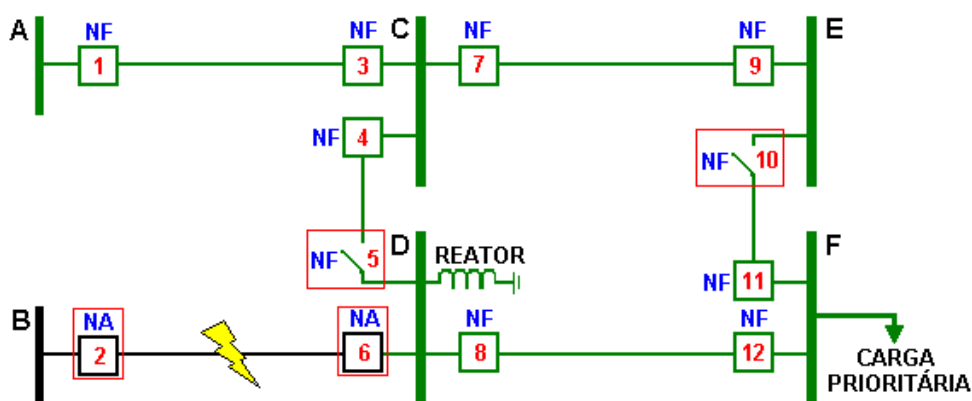 A
NF
1
NF
3
C
NF
7
NF
9
E
NF
4
NF
10
NF
5
D
REATOR
NF
11
F
B
NA
2
NA
6
NF
8
NF
12
CARGA
PRIORITÁRIA